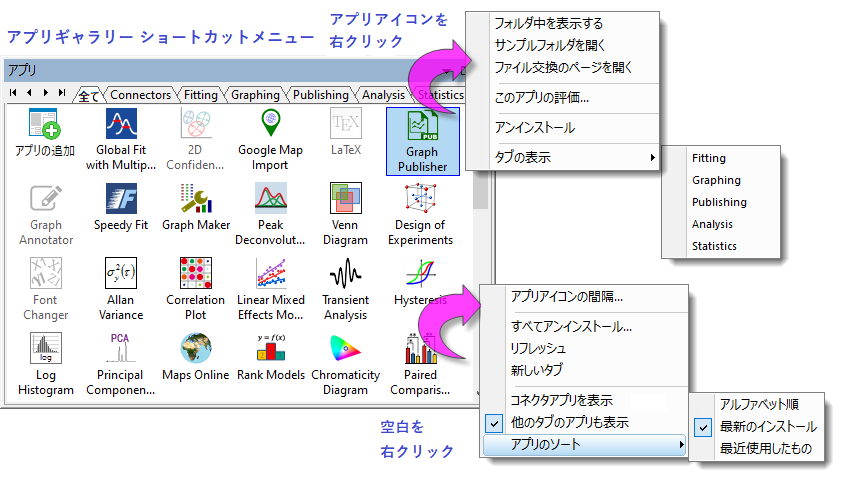 アプリギャラリー ショートカットメニュー
アプリアイコンを
右クリック
アプリ
全て Connectors Fitting Graphing Publishing Analysis Statistics
アプリの追加
Global Fit
with Multip...
2D
Confiden...
Google Map
Import
LaTeX
Graph
Publisher
Graph
Annotator
Speedy Fit
Graph Maker
Peak
Deconvolut...
Venn
Diagram
Design of
Experiments
Font
Changer
Allan
Variance
Correlation
Plot
Linear Mixed
Effects Mo...
Transient
Analysis
Hysteresis
Log
Histogram
Principal
Componen...
Maps Online
Rank Models
Chromaticity
Diagram
Paired
Comparis...
フォルダ中を表示する
サンプルフォルダを開く
ファイル交換のページを開く
このアプリの評価...
アンインストール
タブの表示
Fitting
Graphing
Publishing
Analysis
Statistics
空白を
右クリック
アプリアイコンの間隔...
すべてアンインストール...
リフレッシュ
新しいタブ
コネクタアプリを表示
他のタブのアプリも表示
アプリのソート
アルファベット順
最新のインストール
最近使用したもの